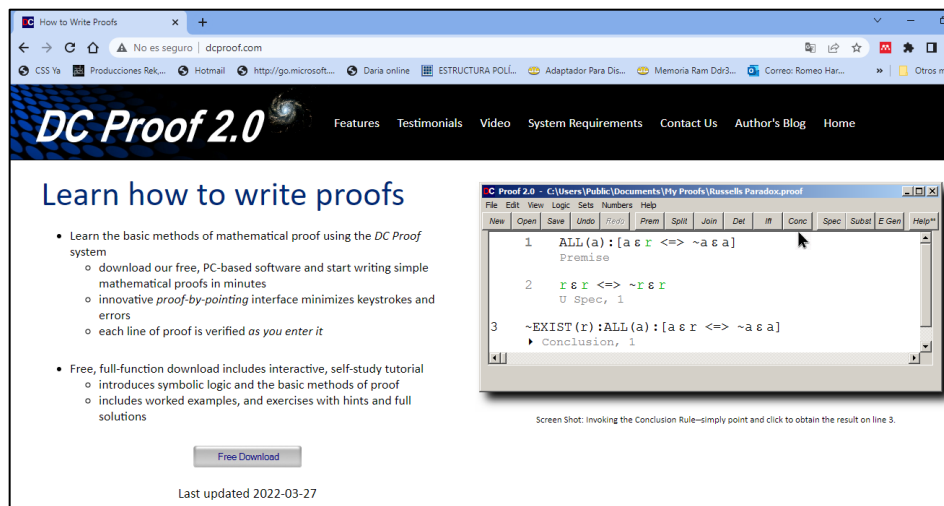 How to Write Proofs
No es seguro | dcproof.com
CSS Ya Producciones Rek,... Hotmail http://go.microsoft.... Daria online ESTRUCTURA POLÍ... Adaptador Para Dis... Memoria Ram Ddr3... Correo: Romeo Har... » Otros m
DC Proof 2.0 Features Testimonials Video System Requirements Contact Us Author's Blog Home
Learn how to write proofs
• Learn the basic methods of mathematical proof using the DC Proof
system
○ download our free, PC-based software and start writing simple
mathematical proofs in minutes
○ innovative proof-by-pointing interface minimizes keystrokes and
errors
○ each line of proof is verified as you enter it
• Free, full-function download includes interactive, self-study tutorial
○ introduces symbolic logic and the basic methods of proof
○ includes worked examples, and exercises with hints and full
solutions
Free Download
Last updated 2022-03-27
DC Proof 2.0 - C:\Users\Public\Documents\My Proofs\Russells Paradox.proof
File Edit View Logic Sets Numbers Help
New Open Save Undo Redo Prem Split Join Det Iff Conc Spec Subst E Gen Help**
1 ALL(a):[a ε r <=> ~a ε a]
Premise
2 r ε r <=> ~r ε r
U Spec, 1
3 ~EXIST(r):ALL(a):[a ε r <=> ~a ε a]
Conclusion, 1
Screen Shot: Invoking the Conclusion Rule–simply point and click to obtain the result on line 3.